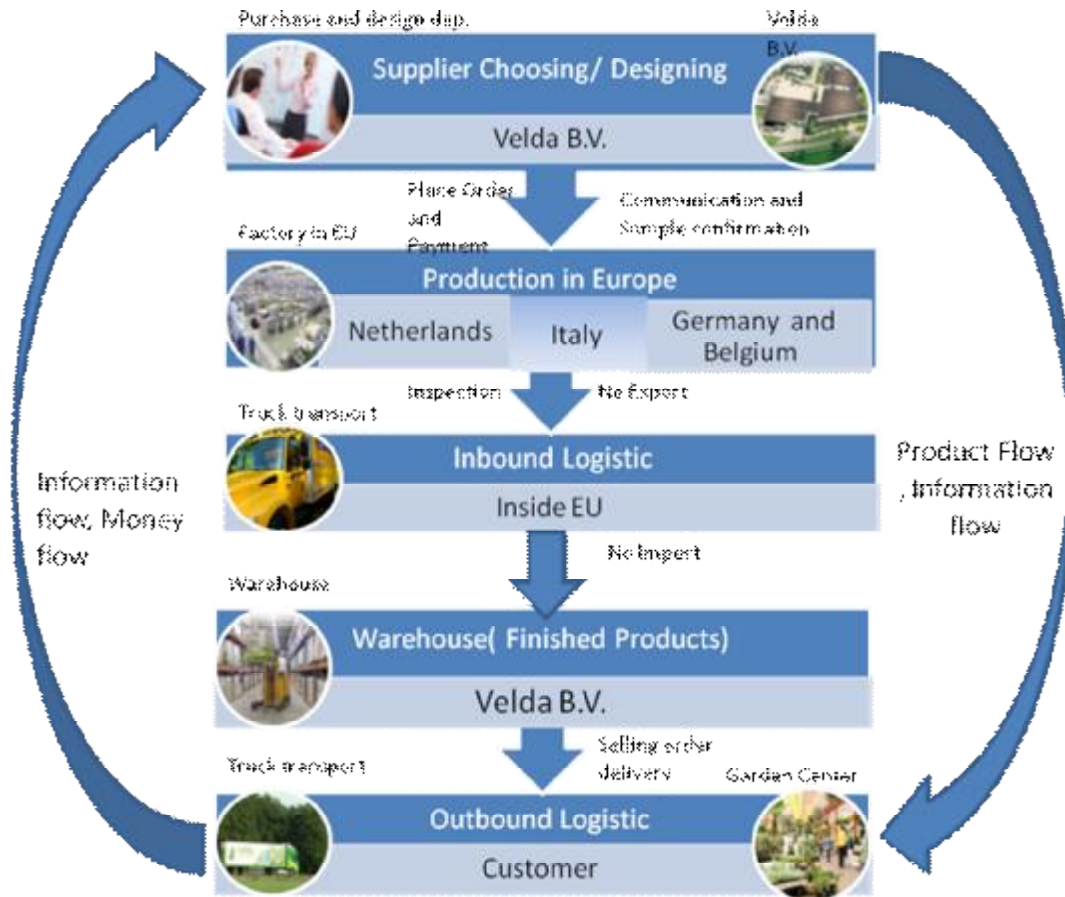 Purchase and design dep.
Velda
B.V.
Supplier Choosing/ Designing
Velda B.V.
Place Order
and
Payment
Communication and
Sample confirmation
Factory in EU
Production in Europe
Netherlands
Italy
Germany and
Belgium
Inspection
No Export
Truck transport
Inbound Logistic
Inside EU
No Import
Warehouse
Warehouse( Finished Products)
Velda B.V.
Selling order
delivery
Truck transport
Garden Center
Outbound Logistic
Customer
Information
flow, Money
flow
Product Flow
, Information
flow